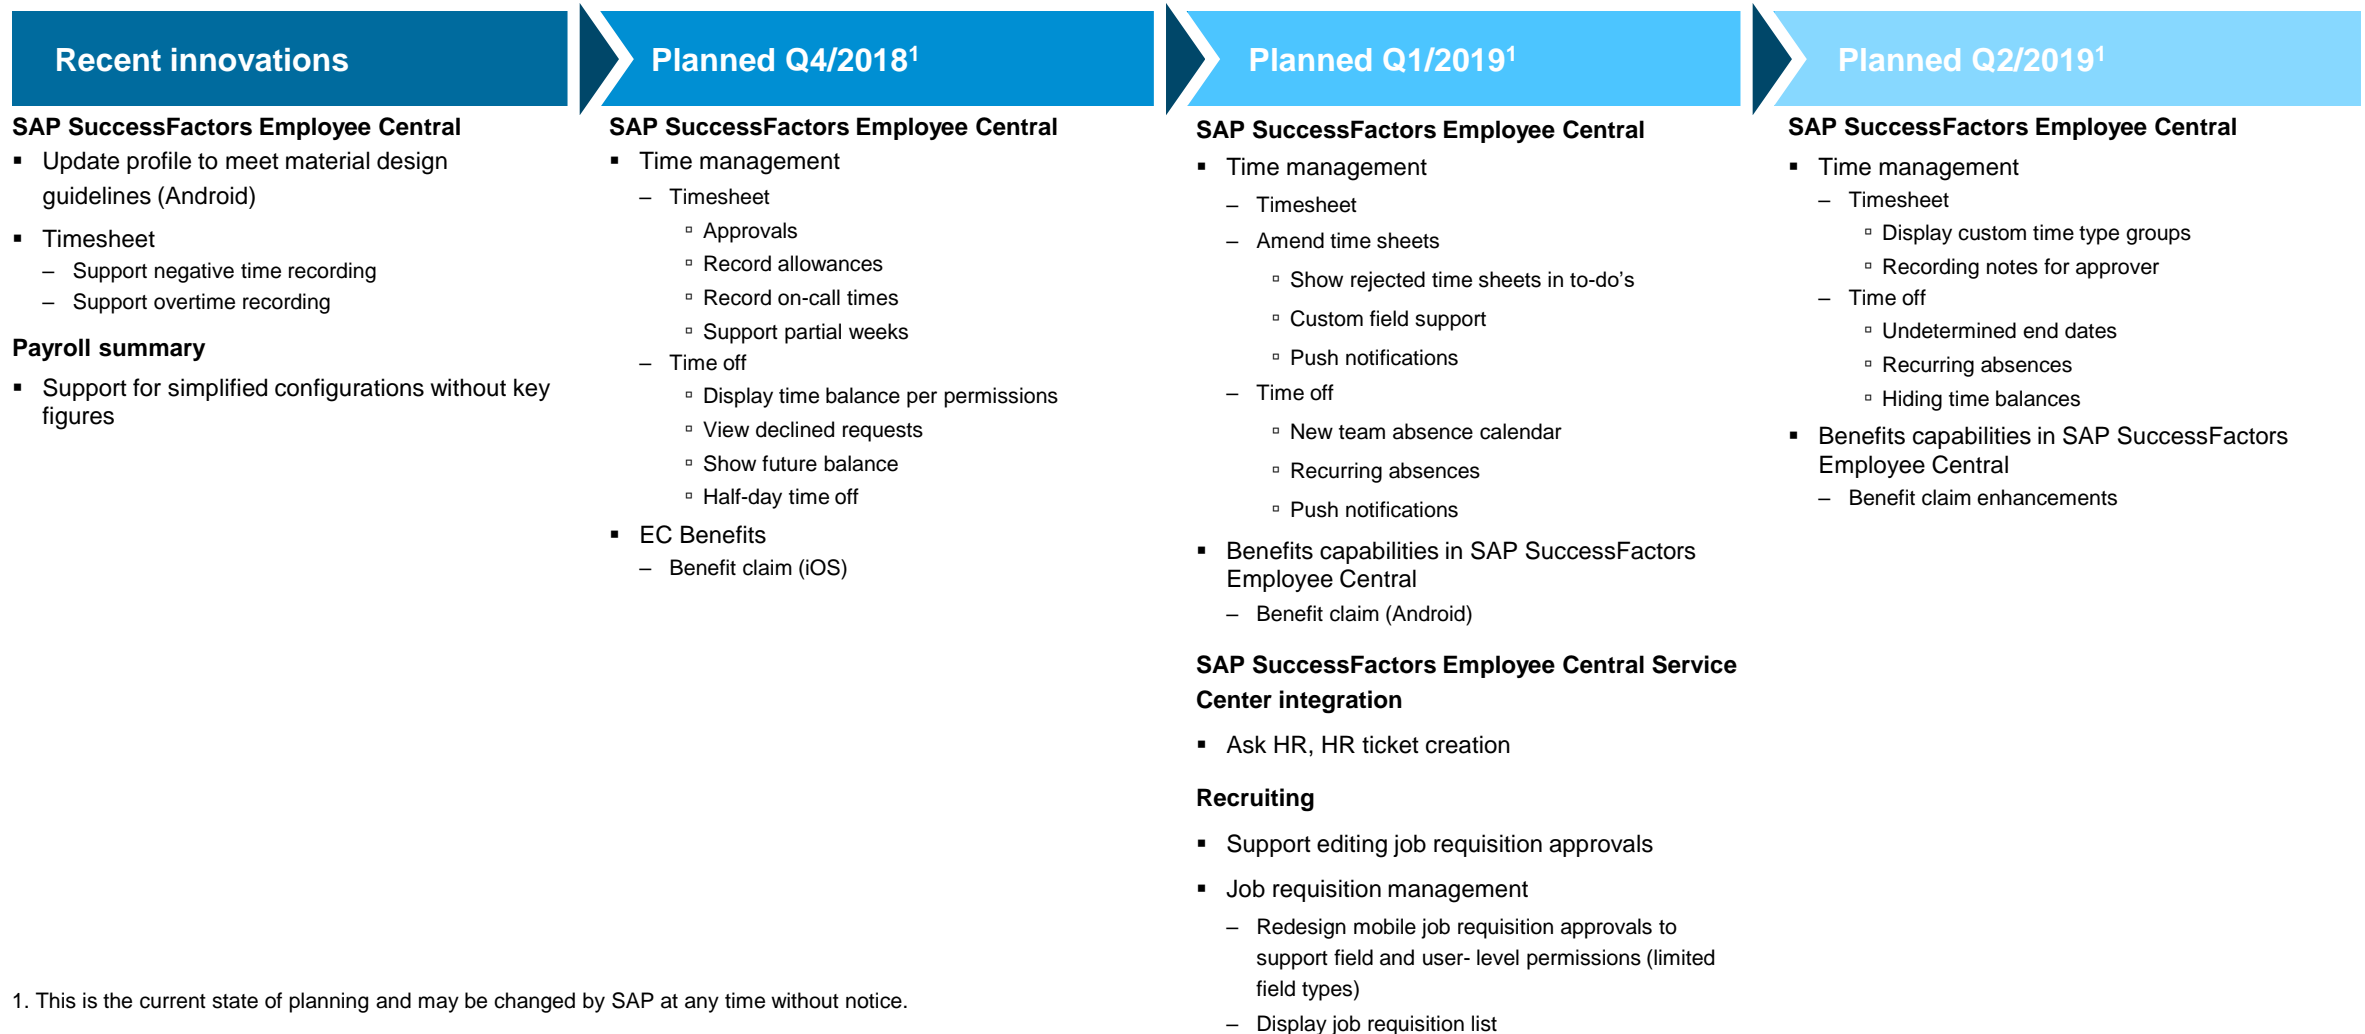 Recent innovations
SAP SuccessFactors Employee Central
▪ Update profile to meet material design
guidelines (Android)
▪ Timesheet
– Support negative time recording
– Support overtime recording
Payroll summary
▪ Support for simplified configurations without key
figures
Planned Q4/2018¹
SAP SuccessFactors Employee Central
▪ Time management
– Timesheet
▫ Approvals
▫ Record allowances
▫ Record on-call times
▫ Support partial weeks
– Time off
▫ Display time balance per permissions
▫ View declined requests
▫ Show future balance
▫ Half-day time off
▪ EC Benefits
– Benefit claim (iOS)
Planned Q1/2019¹
SAP SuccessFactors Employee Central
▪ Time management
– Timesheet
– Amend time sheets
▫ Show rejected time sheets in to-do’s
▫ Custom field support
▫ Push notifications
– Time off
▫ New team absence calendar
▫ Recurring absences
▫ Push notifications
▪ Benefits capabilities in SAP SuccessFactors
Employee Central
– Benefit claim (Android)
SAP SuccessFactors Employee Central Service
Center integration
▪ Ask HR, HR ticket creation
Recruiting
▪ Support editing job requisition approvals
▪ Job requisition management
– Redesign mobile job requisition approvals to
support field and user- level permissions (limited
field types)
– Display job requisition list
Planned Q2/2019¹
SAP SuccessFactors Employee Central
▪ Time management
– Timesheet
▫ Display custom time type groups
▫ Recording notes for approver
– Time off
▫ Undetermined end dates
▫ Recurring absences
▫ Hiding time balances
▪ Benefits capabilities in SAP SuccessFactors
Employee Central
– Benefit claim enhancements
1. This is the current state of planning and may be changed by SAP at any time without notice.